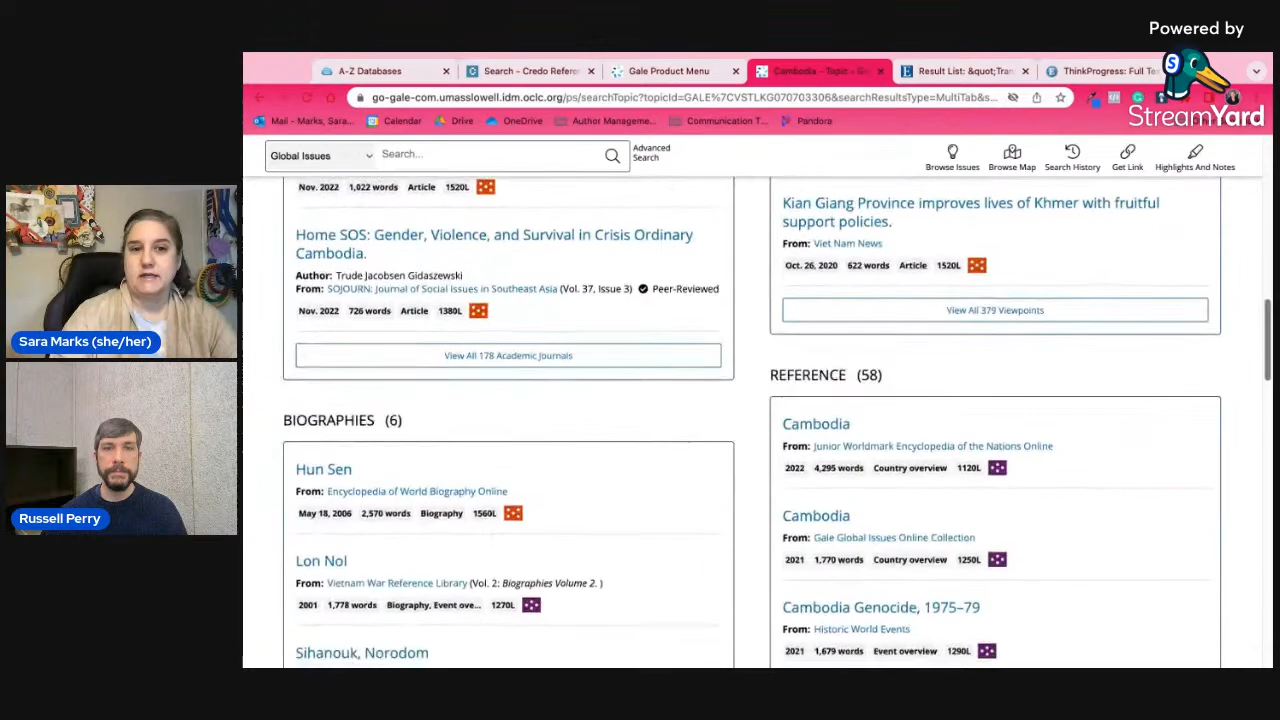 Powered by
StreamYard
A-Z Databases
Search - Credo Refere
Gale Product Menu
Cambodia - Topic - G
Result List: &quot;Tran
ThinkProgress: Full Te
go-gale-com.umasslowell.idm.oclc.org/ps/searchTopic?topicId=GALE%7CVSTLKG070703306&searchResultsType=MultiTab&s...
Mail - Marks, Sara...
Calendar
Drive
OneDrive
Author Manageme...
Communication T...
Pandora
Global Issues
Search...
Advanced
Search
Browse Issues
Browse Map
Search History
Get Link
Highlights And Notes
Nov. 2022 1,022 words Article 1520L
Home SOS: Gender, Violence, and Survival in Crisis Ordinary
Cambodia.
Author: Trude Jacobsen Gidaszewski
From: SOJOURN: Journal of Social Issues in Southeast Asia (Vol. 37, Issue 3) Peer-Reviewed
Nov. 2022 726 words Article 1380L
View All 178 Academic Journals
BIOGRAPHIES (6)
Hun Sen
From: Encyclopedia of World Biography Online
May 18, 2006 2,570 words Biography 1560L
Lon Nol
From: Vietnam War Reference Library (Vol. 2: Biographies Volume 2. )
2001 1,778 words Biography, Event ove... 1270L
Sihanouk, Norodom
Kian Giang Province improves lives of Khmer with fruitful
support policies.
From: Viet Nam News
Oct. 26, 2020 622 words Article 1520L
View All 379 Viewpoints
REFERENCE (58)
Cambodia
From: Junior Worldmark Encyclopedia of the Nations Online
2022 4,295 words Country overview 1120L
Cambodia
From: Gale Global Issues Online Collection
2021 1,770 words Country overview 1250L
Cambodia Genocide, 1975–79
From: Historic World Events
2021 1,679 words Event overview 1290L
Sara Marks (she/her)
Russell Perry